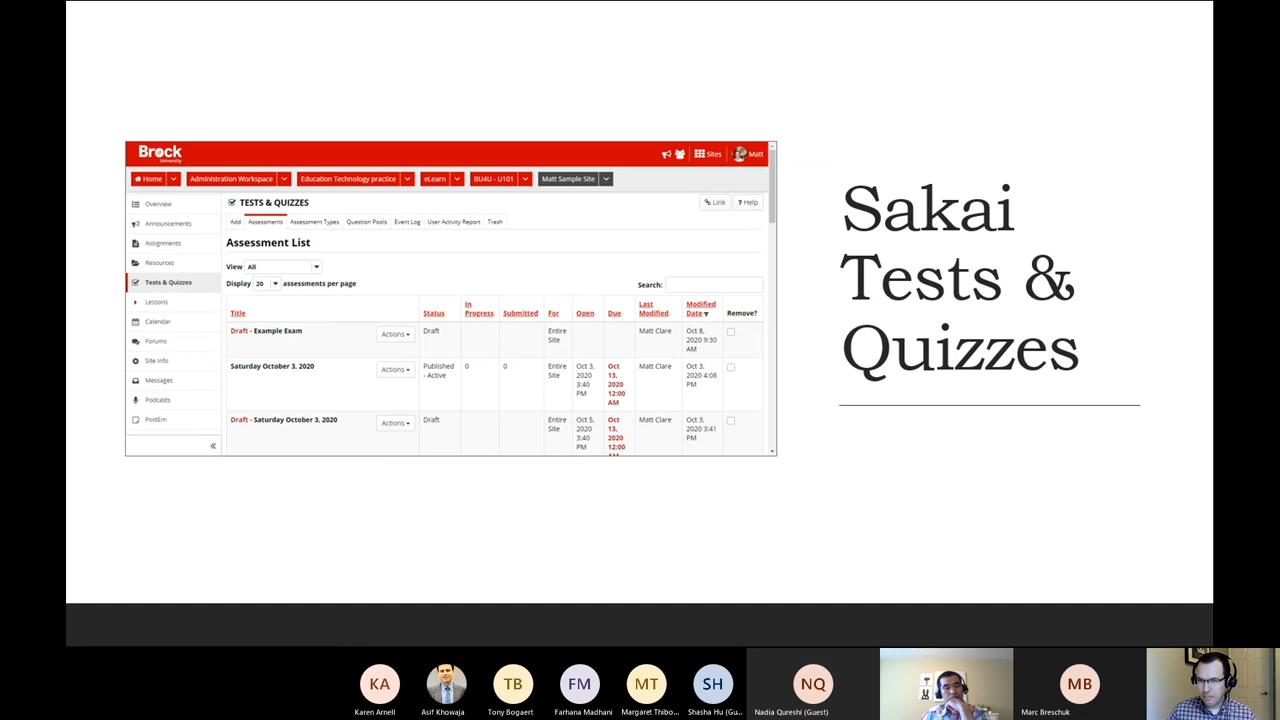 Brock
University
Sites
Matt
Home
Administration Workspace
Education Technology practice
eLearn
BU4U - U101
Matt Sample Site
Overview
Announcements
Assignments
Resources
Tests & Quizzes
Lessons
Calendar
Forums
Site Info
Messages
Podcasts
PostEm
«
TESTS & QUIZZES
Link
? Help
Add
Assessments
Assessment Types
Question Pools
Event Log
User Activity Report
Trash
Assessment List
View All
Display 20 assessments per page
Search:
Title
Status
In
Progress
Submitted
For
Open
Due
Last
Modified
Modified
Date
Remove?
Draft - Example Exam
Actions
Draft
Entire
Site
Matt Clare
Oct 8,
2020 9:30
AM
Saturday October 3, 2020
Actions
Published
- Active
0
0
Entire
Site
Oct 3,
2020
3:40
PM
Oct
13,
2020
12:00
AM
Matt Clare
Oct 3,
2020 4:08
PM
Draft - Saturday October 3, 2020
Actions
Draft
Entire
Site
Oct 5,
2020
3:40
PM
Oct
13,
2020
12:00
AM
Matt Clare
Oct 3,
2020 3:41
PM
Sakai
Tests &
Quizzes
KA
Karen Arnell
Asif Khowaja
TB
Tony Bogaert
FM
Farhana Madhani
MT
Margaret Thibo...
SH
Shasha Hu (Gu...
NQ
Nadia Qureshi (Guest)
MB
Marc Breschuk